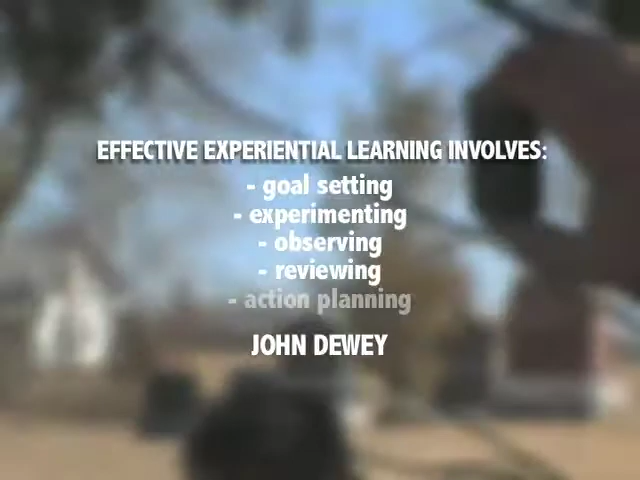 EFFECTIVE EXPERIENTIAL LEARNING INVOLVES:
- goal setting
- experimenting
- observing
- reviewing
- action planning
JOHN DEWEY